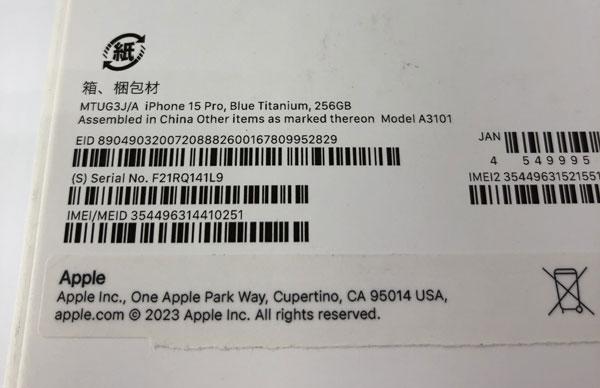 紙
箱、梱包材
MTUG3J/A iPhone 15 Pro, Blue Titanium, 256GB
Assembled in China Other items as marked thereon Model A3101
EID 89049032007208882600167809952829
JAN
4 549995
(S) Serial No. F21RQ141L9
IMEI2 35449631521551
IMEI/MEID 354496314410251
Apple
Apple Inc., One Apple Park Way, Cupertino, CA 95014 USA,
apple.com © 2023 Apple Inc. All rights reserved.